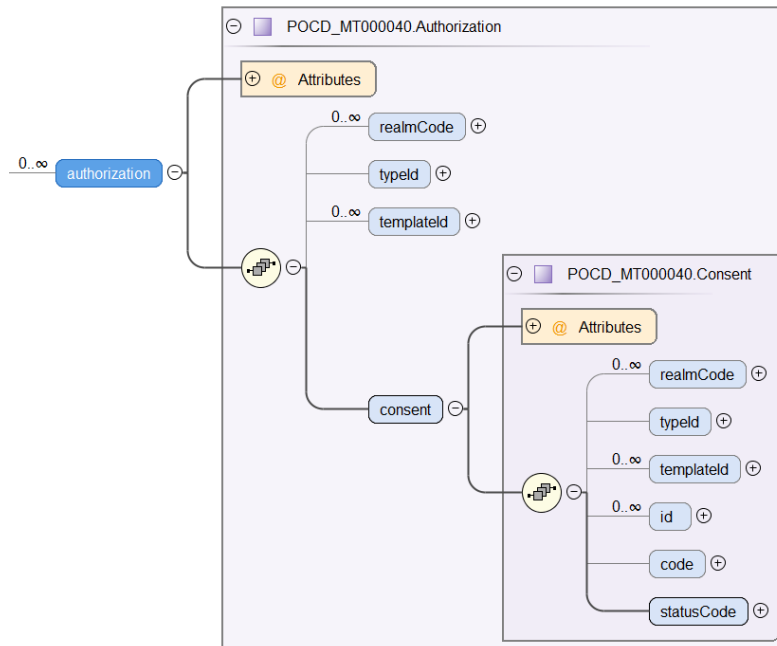 POCD_MT000040.Authorization
@ Attributes
0..∞ realmCode
0..∞ authorization
typeId
0..∞ templateId
POCD_MT000040.Consent
@ Attributes
0..∞ realmCode
consent
typeId
0..∞ templateId
0..∞ id
code
statusCode